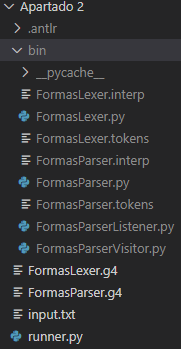 Apartado 2
.antlr
bin
__pycache__
FormasLexer.interp
FormasLexer.py
FormasLexer.tokens
FormasParser.interp
FormasParser.py
FormasParser.tokens
FormasParserListener.py
FormasParserVisitor.py
FormasLexer.g4
FormasParser.g4
input.txt
runner.py